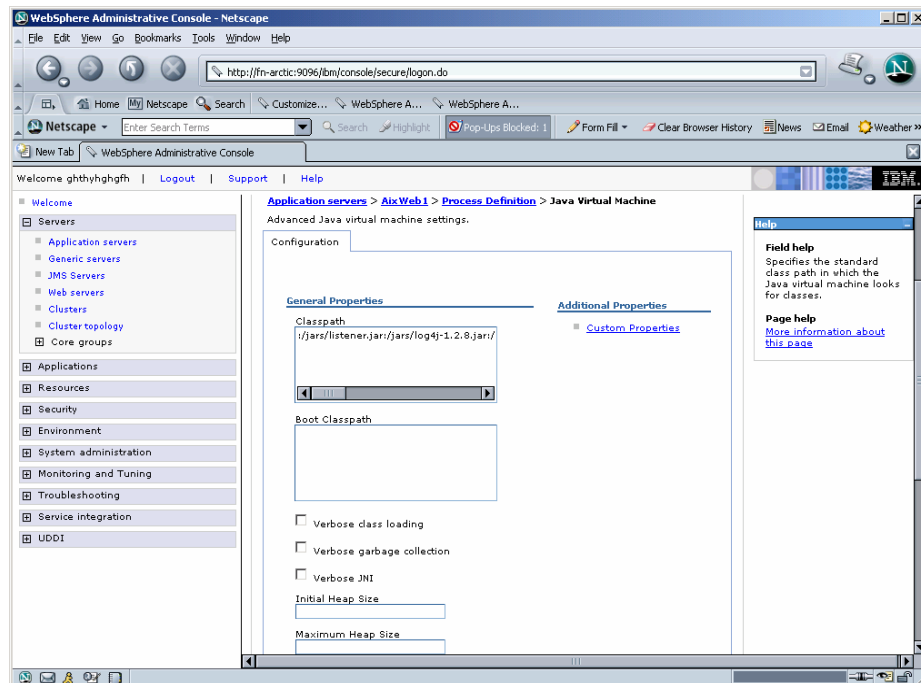 WebSphere Administrative Console - Netscape
File Edit View Go Bookmarks Tools Window Help
http://fn-arctic:9096/ibm/console/secure/logon.do
Home My Netscape Search Customize... WebSphere A... WebSphere A...
Netscape Enter Search Terms Search Highlight Pop-Ups Blocked: 1 Form Fill Clear Browser History News Email Weather »
New Tab WebSphere Administrative Console
Welcome ghthyhghgfh | Logout | Support | Help
IBM.
Welcome
Servers
Application servers
Generic servers
JMS Servers
Web servers
Clusters
Cluster topology
Core groups
Applications
Resources
Security
Environment
System administration
Monitoring and Tuning
Troubleshooting
Service integration
UDDI
Application servers > AixWeb1 > Process Definition > Java Virtual Machine
Advanced Java virtual machine settings.
Configuration
General Properties
Classpath
:/jars/listener.jar:/jars/log4j-1.2.8.jar:/
Boot Classpath
Verbose class loading
Verbose garbage collection
Verbose JNI
Initial Heap Size
Maximum Heap Size
Additional Properties
Custom Properties
Help
Field help
Specifies the standard
class path in which the
Java virtual machine looks
for classes.
Page help
More information about
this page